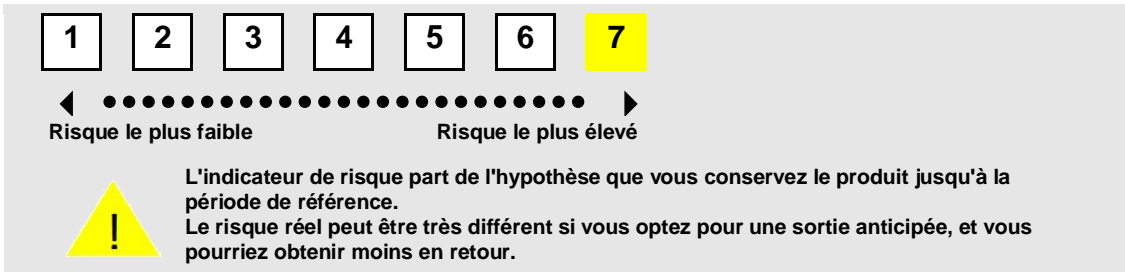 1 2 3 4 5 6 7
Risque le plus faible Risque le plus élevé
L'indicateur de risque part de l'hypothèse que vous conservez le produit jusqu'à la
période de référence.
Le risque réel peut être très différent si vous optez pour une sortie anticipée, et vous
pourriez obtenir moins en retour.
!